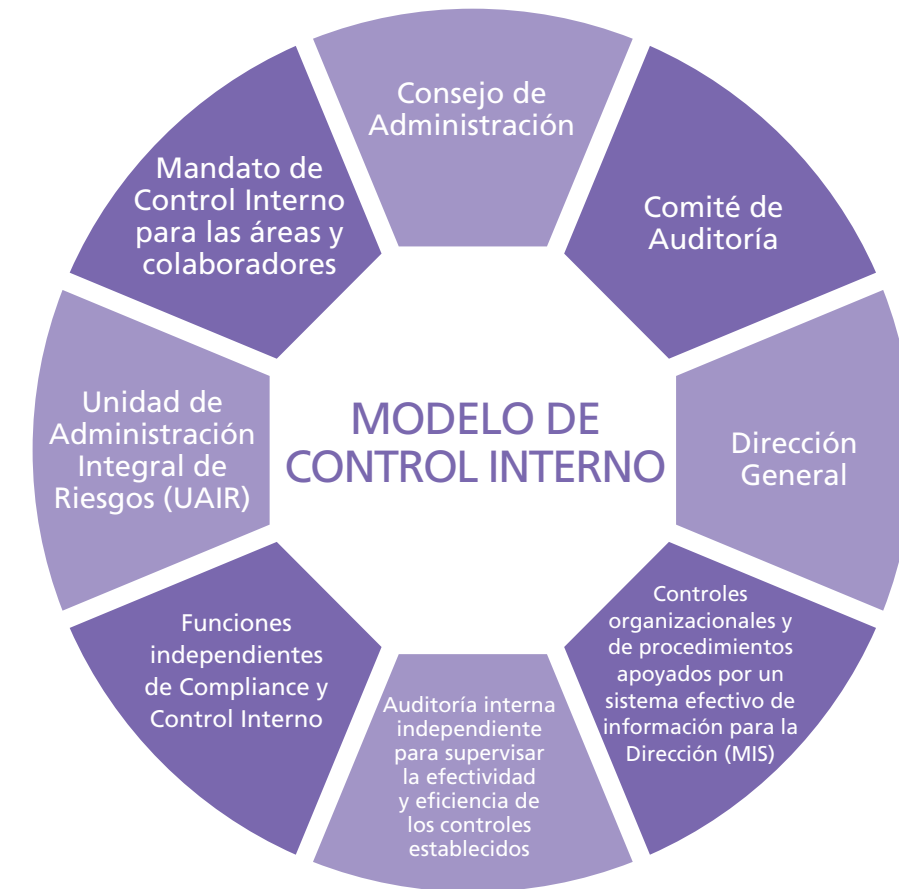 Consejo de
Administración
Comité de
Auditoría
Dirección
General
Controles
organizacionales y
de procedimientos
apoyados por un
sistema efectivo de
información para la
Dirección (MIS)
Auditoría interna
independiente
para supervisar
la efectividad
y eficiencia de
los controles
establecidos
Funciones
independientes
de Compliance y
Control Interno
Unidad de
Administración
Integral de
Riesgos (UAIR)
Mandato de
Control Interno
para las áreas y
colaboradores
MODELO DE
CONTROL INTERNO